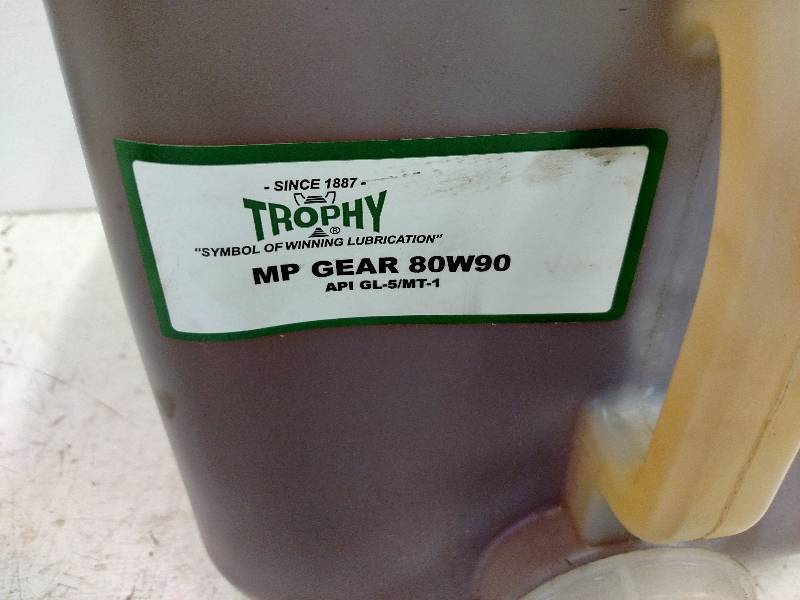 - SINCE 1887 -
TROPHY
®
"SYMBOL OF WINNING LUBRICATION"
MP GEAR 80W90
API GL-5/MT-1